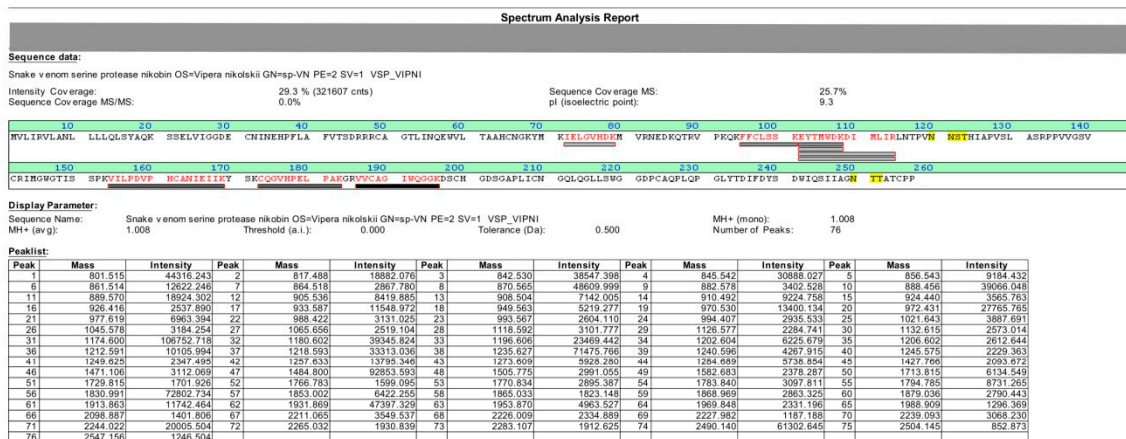 Spectrum Analysis Report
Sequence data:
Snake venom serine protease nikobin OS=Vipera nikolskii GN=sp-VN PE=2 SV=1 VSP_VIPNI
Intensity Coverage: 29.3 % (321607 cnts) Sequence Coverage MS: 25.7%
Sequence Coverage MS/MS: 0.0% pI (isoelectric point): 9.3
10 20 30 40 50 60 70 80 90 100 110 120 130 140
MVLIRVLANL LLLQLSYAQK SSELVIGGDE CNINEHPFLA FVTSDRRRCA GTLINQEWVL TAAHCNGKYM KIELGVHDKM VRNEDKQTRV PKQKFFCLSS KEYTMWDKDI MLIRLNTPVN NSTHIAPVSL ASRPPVVGSV
150 160 170 180 190 200 210 220 230 240 250 260
CRIMGWGTIS SPKVILPDVP HCANIEIIKY SKCQGVHPEL PAKGRVVCAG IWQGGKDSCH GDSGAPLICN GQLQGLLSWG GDPCAQPLQP GLYTDIFDYS DWIQSIIAGN TTATCPP
Display Parameter:
Sequence Name: Snake venom serine protease nikobin OS=Vipera nikolskii GN=sp-VN PE=2 SV=1 VSP_VIPNI MH+ (mono): 1.008
MH+ (avg): 1.008 Threshold (a.i.): 0.000 Tolerance (Da): 0.500 Number of Peaks: 76
Peaklist:
Peak Mass Intensity Peak Mass Intensity Peak Mass Intensity Peak Mass Intensity Peak Mass Intensity
1 801.515 44316.243 2 817.488 18882.076 3 842.530 38547.398 4 845.542 30888.027 5 856.543 9184.432
6 861.514 12622.246 7 864.518 2867.780 8 870.565 48609.999 9 882.578 3402.528 10 888.456 39066.048
11 889.570 18924.302 12 905.536 8419.885 13 908.504 7142.005 14 910.492 9224.758 15 924.440 3565.763
16 926.416 2537.890 17 933.587 11548.972 18 949.563 5219.277 19 970.530 13400.134 20 972.431 27765.765
21 977.619 6963.394 22 988.422 3131.025 23 993.567 2604.110 24 994.407 2935.533 25 1021.643 3887.691
26 1045.578 3184.254 27 1065.656 2519.104 28 1118.592 3101.777 29 1126.577 2284.741 30 1132.615 2573.014
31 1174.600 106752.718 32 1180.602 39345.824 33 1196.606 23469.442 34 1202.604 6225.679 35 1206.602 2612.644
36 1212.591 10105.994 37 1218.593 33313.036 38 1235.627 71475.766 39 1240.596 4267.915 40 1245.575 2229.363
41 1249.625 2347.495 42 1257.633 13795.346 43 1273.609 5928.280 44 1284.689 5738.854 45 1427.766 2093.672
46 1471.106 3112.069 47 1484.800 92853.593 48 1505.775 2991.055 49 1582.683 2378.287 50 1713.815 6134.549
51 1729.815 1701.926 52 1766.783 1599.095 53 1770.834 2895.387 54 1783.840 3097.811 55 1794.785 8731.265
56 1830.991 72802.734 57 1853.002 6422.255 58 1865.033 1823.148 59 1868.969 2863.325 60 1879.036 2790.443
61 1913.863 11742.464 62 1931.869 47397.329 63 1953.870 4963.527 64 1969.848 2331.196 65 1988.909 1296.369
66 2098.887 1401.806 67 2211.065 3549.537 68 2226.009 2334.889 69 2227.982 1187.188 70 2239.093 3068.230
71 2244.022 20005.504 72 2265.032 1930.839 73 2283.107 1912.625 74 2490.140 61302.645 75 2504.145 852.873
76 2547.156 1246.504